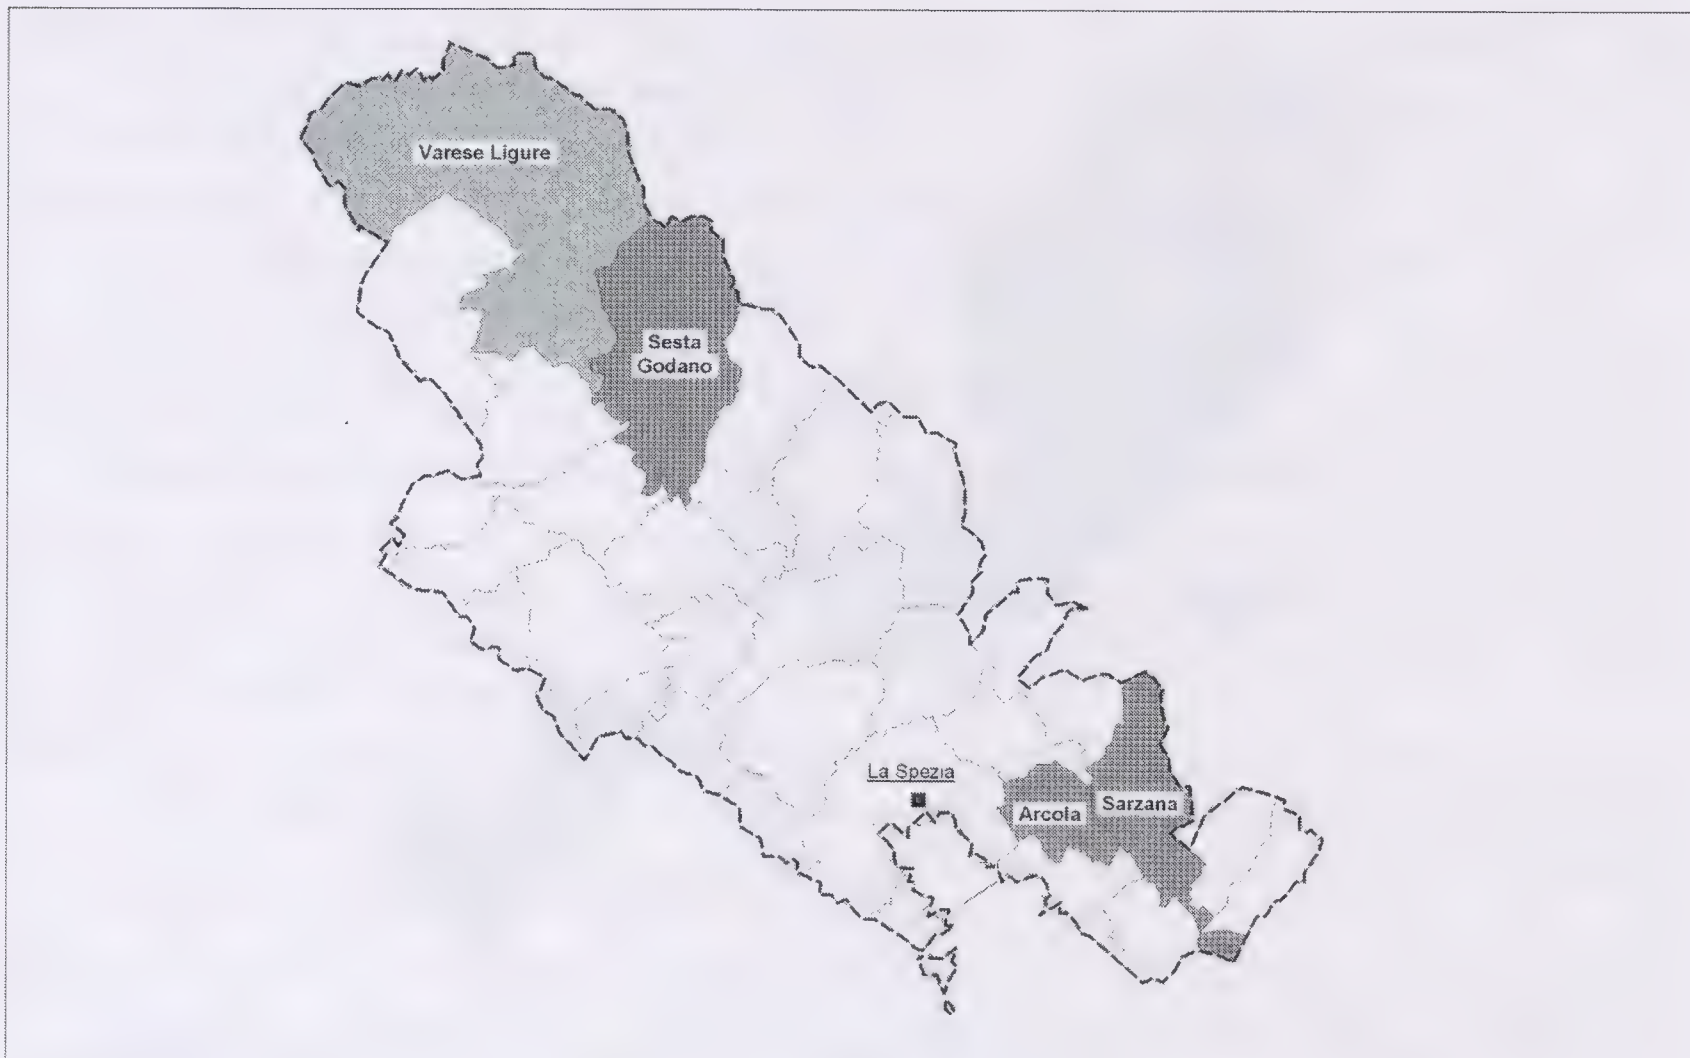 Varese Ligure
Sesta
Godano
La Spezia
Arcola
Sarzana